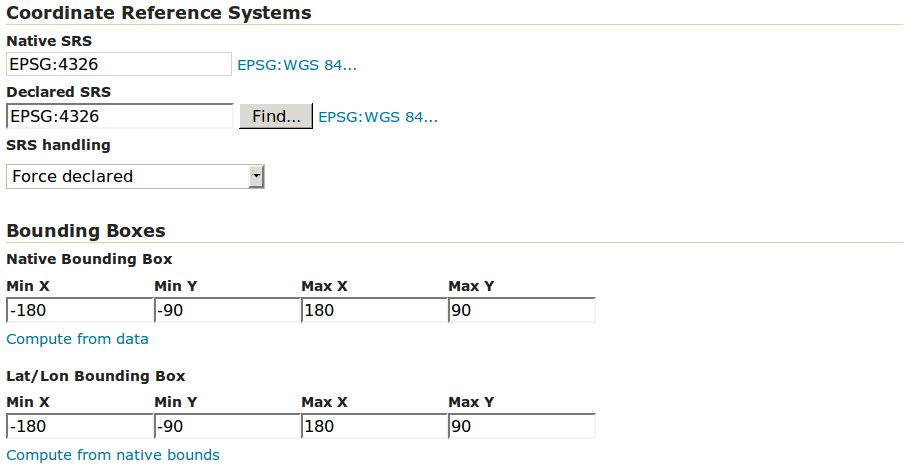 Coordinate Reference Systems
Native SRS
EPSG:4326 EPSG:WGS 84...
Declared SRS
EPSG:4326 Find... EPSG:WGS 84...
SRS handling
Force declared
Bounding Boxes
Native Bounding Box
Min X Min Y Max X Max Y
-180 -90 180 90
Compute from data
Lat/Lon Bounding Box
Min X Min Y Max X Max Y
-180 -90 180 90
Compute from native bounds